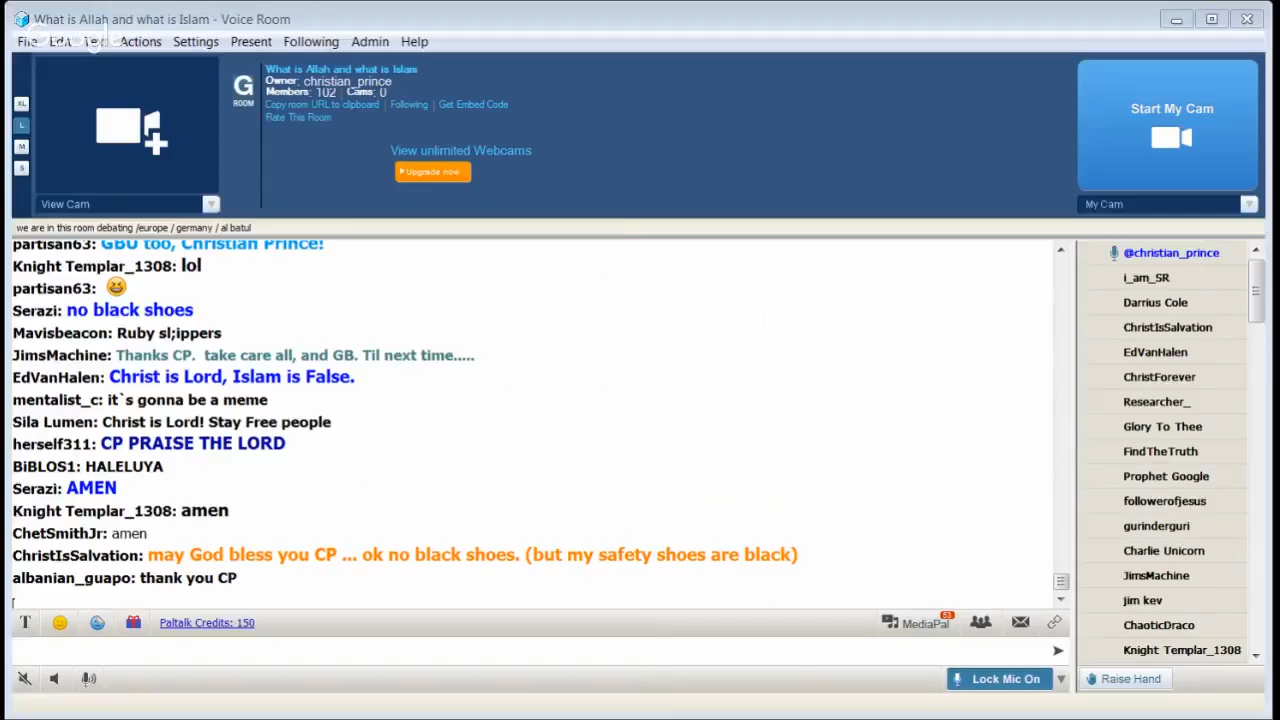 What is Allah and what is Islam - Voice Room
Google
File Edit Text Actions Settings Present Following Admin Help
XL
L
M
S
View Cam
G
ROOM
What is Allah and what is Islam
Owner: christian_prince
Members: 102 Cams: 0
Copy room URL to clipboard | Following | Get Embed Code
Rate This Room
View unlimited Webcams
Upgrade now
Start My Cam
My Cam
we are in this room debating /europe / germany / al batul
partisan63: GBU too, Christian Prince!
Knight Templar_1308: lol
partisan63: 😆
Serazi: no black shoes
Mavisbeacon: Ruby sl;ippers
JimsMachine: Thanks CP. take care all, and GB. Til next time.....
EdVanHalen: Christ is Lord, Islam is False.
mentalist_c: it`s gonna be a meme
Sila Lumen: Christ is Lord! Stay Free people
herself311: CP PRAISE THE LORD
BiBLOS1: HALELUYA
Serazi: AMEN
Knight Templar_1308: amen
ChetSmithJr: amen
ChristIsSalvation: may God bless you CP ... ok no black shoes. (but my safety shoes are black)
albanian_guapo: thank you CP
T
Paltalk Credits: 150
MediaPal
53
Lock Mic On
@christian_prince
i_am_SR
Darrius Cole
ChristIsSalvation
EdVanHalen
ChristForever
Researcher_
Glory To Thee
FindTheTruth
Prophet Google
followerofjesus
gurinderguri
Charlie Unicorn
JimsMachine
jim kev
ChaoticDraco
Knight Templar_1308
Raise Hand